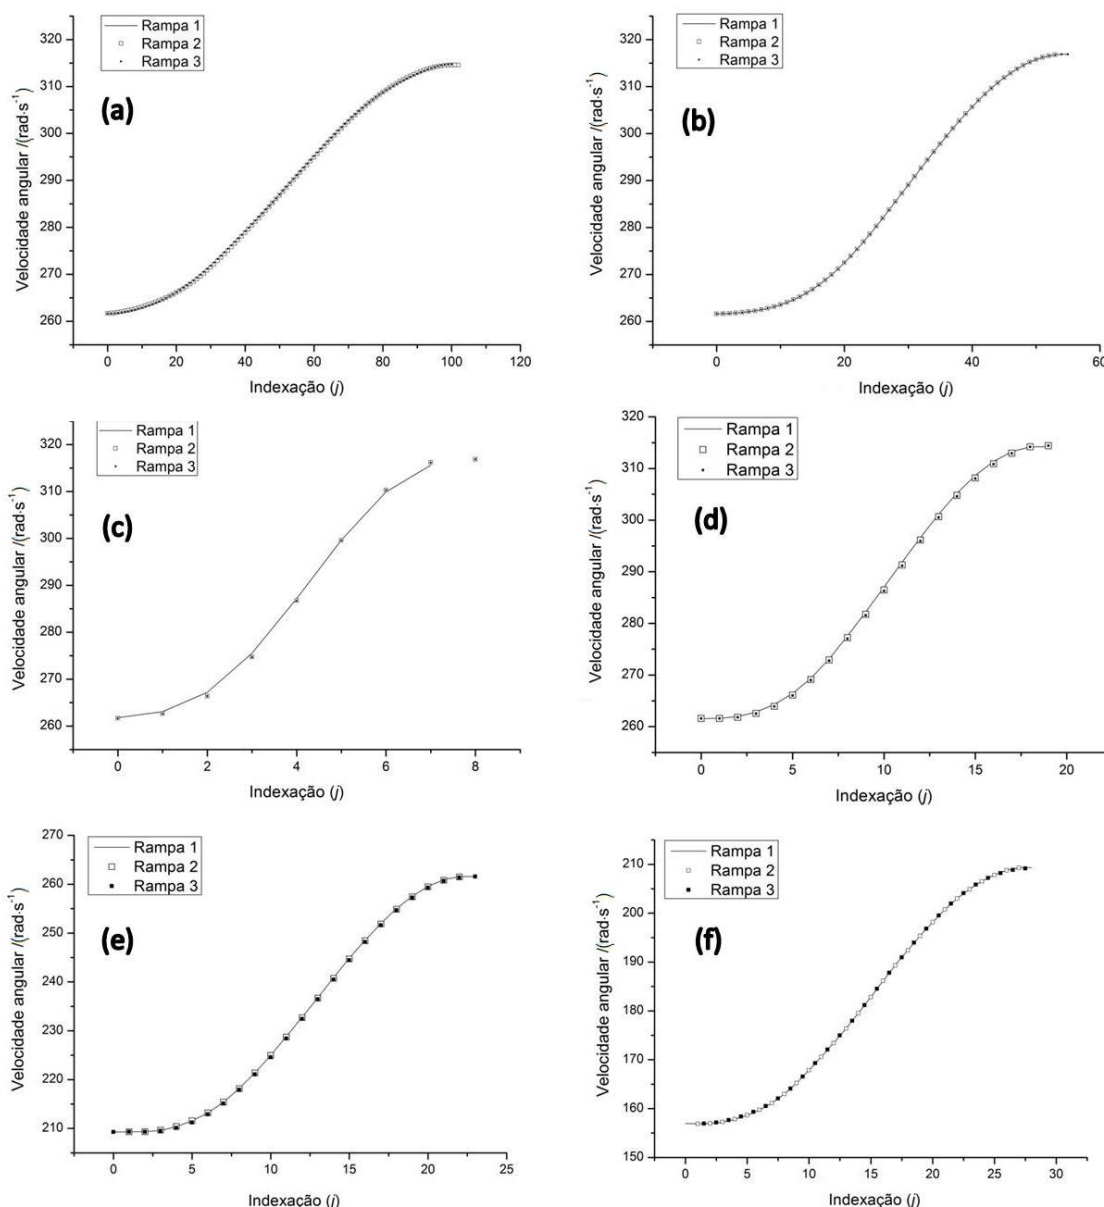 Rampa 1
Rampa 2
Rampa 3
(a)
Velocidade angular /(rad·s⁻¹)
320
310
300
290
280
270
260
0 20 40 60 80 100 120
Indexação (j)
Rampa 1
Rampa 2
Rampa 3
(b)
Velocidade angular /(rad·s⁻¹)
320
310
300
290
280
270
260
0 20 40 60
Indexação (j)
Rampa 1
Rampa 2
Rampa 3
(c)
Velocidade angular /(rad·s⁻¹)
320
310
300
290
280
270
260
0 2 4 6 8
Indexação (j)
Rampa 1
Rampa 2
Rampa 3
(d)
Velocidade angular /(rad·s⁻¹)
320
310
300
290
280
270
260
0 5 10 15 20
Indexação (j)
Rampa 1
Rampa 2
Rampa 3
(e)
Velocidade angular /(rad·s⁻¹)
270
260
250
240
230
220
210
0 5 10 15 20 25
Indexação (j)
Rampa 1
Rampa 2
Rampa 3
(f)
Velocidade angular /(rad·s⁻¹)
210
200
190
180
170
160
150
0 5 10 15 20 25 30
Indexação (j)